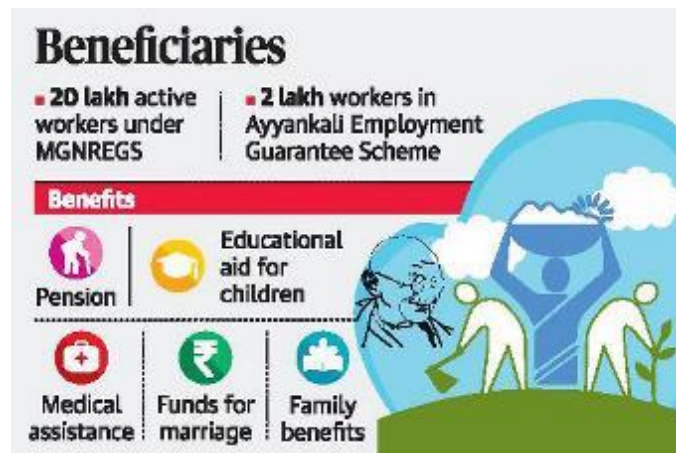 Beneficiaries
20 lakh active
workers under
MGNREGS
2 lakh workers in
Ayyankali Employment
Guarantee Scheme
Benefits
Pension
Educational
aid for
children
Medical
assistance
Funds for
marriage
Family
benefits